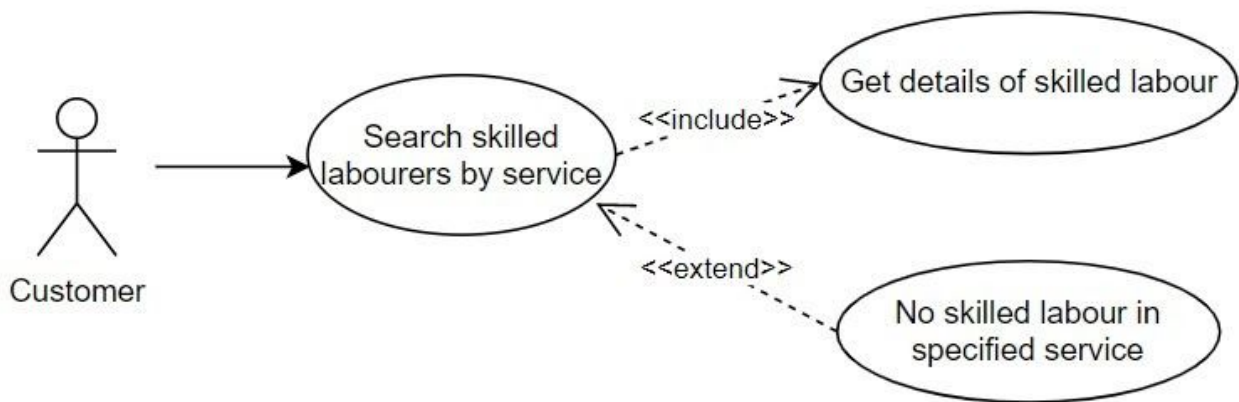 Get details of skilled labour
<<include>>
Search skilled
labourers by service
<<extend>>
Customer
No skilled labour in
specified service